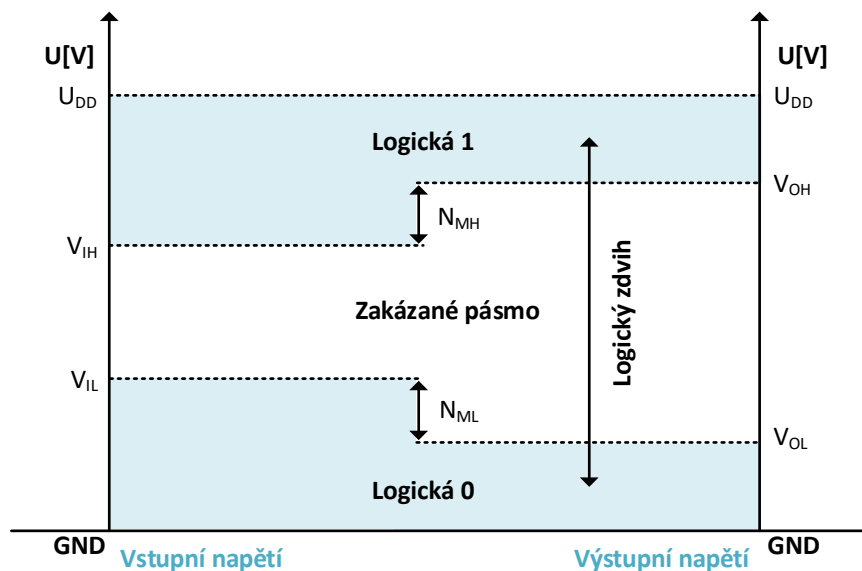 U[V]
U[V]
UDD
UDD
Logická 1
VOH
NMH
VIH
Zakázané pásmo
Logický zdvih
VIL
NML
VOL
Logická 0
GND
Vstupní napětí
Výstupní napětí
GND